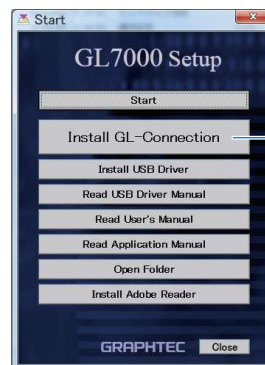 Start
GL7000 Setup
Start
Install GL-Connection
Install USB Driver
Read USB Driver Manual
Read User's Manual
Read Application Manual
Open Folder
Install Adobe Reader
GRAPHTEC Close